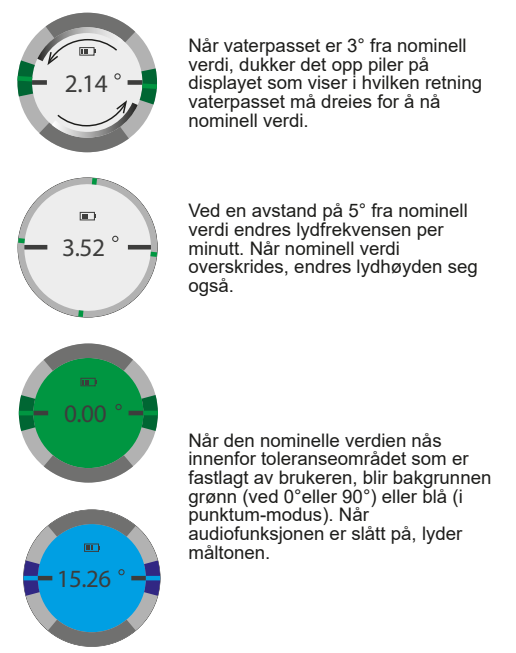 2.14 °
Når vaterpasset er 3° fra nominell
verdi, dukker det opp piler på
displayet som viser i hvilken retning
vaterpasset må dreies for å nå
nominell verdi.
3.52 °
Ved en avstand på 5° fra nominell
verdi endres lydfrekvensen per
minutt. Når nominell verdi
overskrides, endres lydhøyden seg
også.
0.00 °
Når den nominelle verdien nås
innenfor toleranseområdet som er
fastlagt av brukeren, blir bakgrunnen
grønn (ved 0°eller 90°) eller blå (i
punktum-modus). Når
audiofunksjonen er slått på, lyder
måltonen.
15.26 °